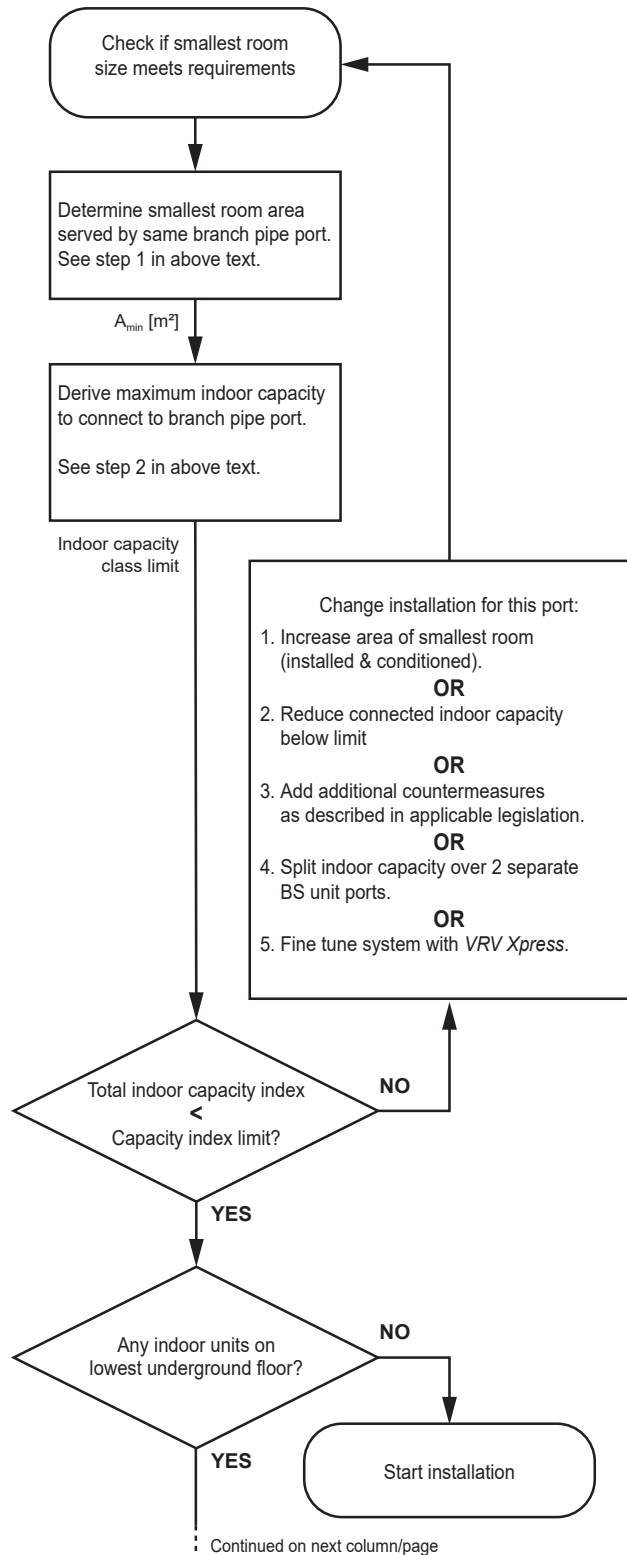 Check if smallest room
size meets requirements
Determine smallest room area
served by same branch pipe port.
See step 1 in above text.
Amin [m²]
Derive maximum indoor capacity
to connect to branch pipe port.
See step 2 in above text.
Indoor capacity
class limit
Change installation for this port:
1. Increase area of smallest room
(installed & conditioned).
OR
2. Reduce connected indoor capacity
below limit
OR
3. Add additional countermeasures
as described in applicable legislation.
OR
4. Split indoor capacity over 2 separate
BS unit ports.
OR
5. Fine tune system with VRV Xpress.
Total indoor capacity index
<
Capacity index limit?
NO
YES
Any indoor units on
lowest underground floor?
NO
YES
Start installation
Continued on next column/page